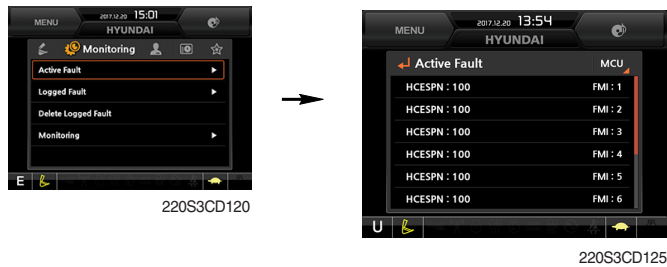 MENU
2017.12.20 15:01
HYUNDAI
Monitoring
Active Fault
Logged Fault
Delete Logged Fault
Monitoring
E
220S3CD120
MENU
2017.12.20 13:54
HYUNDAI
Active Fault MCU
HCESPN : 100 FMI : 1
HCESPN : 100 FMI : 2
HCESPN : 100 FMI : 3
HCESPN : 100 FMI : 4
HCESPN : 100 FMI : 5
HCESPN : 100 FMI : 6
U
220S3CD125